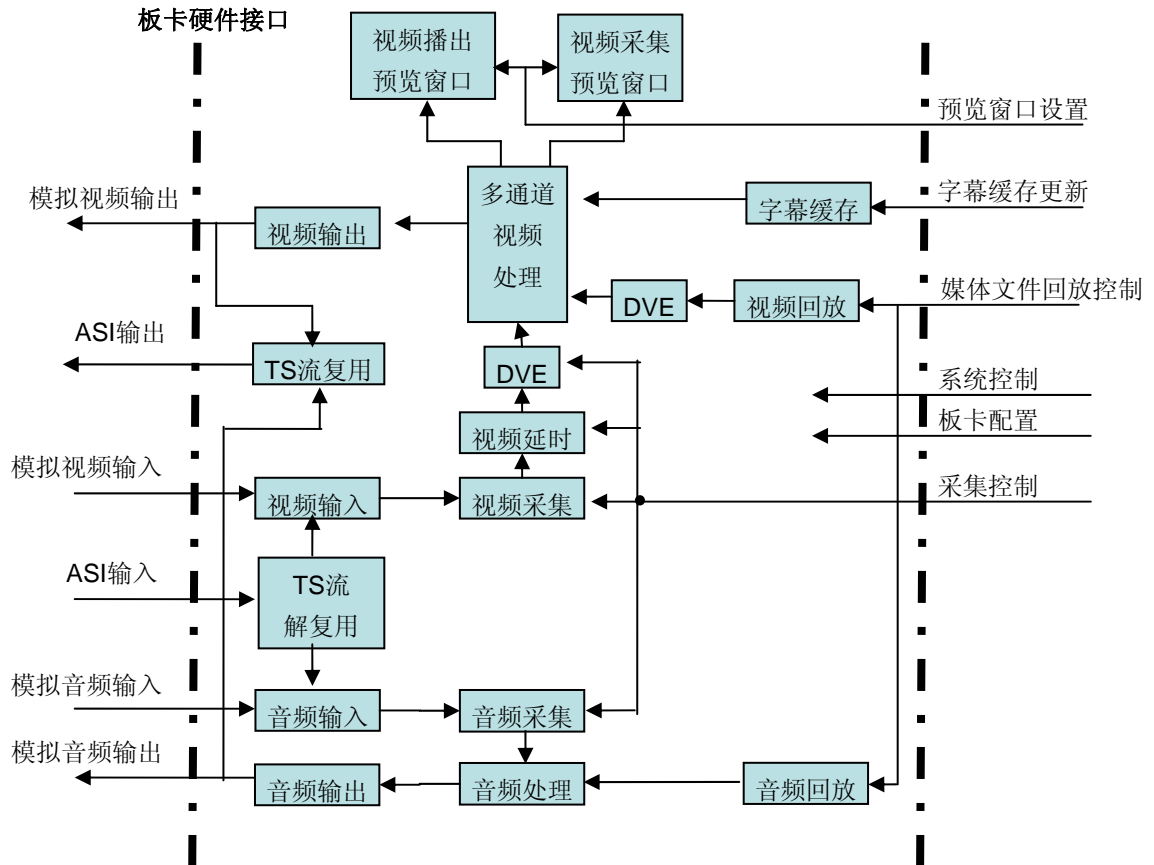 板卡硬件接口
视频播出
预览窗口
视频采集
预览窗口
预览窗口设置
模拟视频输出
视频输出
多通道
视频
处理
字幕缓存
字幕缓存更新
DVE
视频回放
媒体文件回放控制
ASI输出
TS流复用
DVE
系统控制
视频延时
板卡配置
模拟视频输入
视频输入
视频采集
采集控制
ASI输入
TS流
解复用
模拟音频输入
音频输入
音频采集
模拟音频输出
音频输出
音频处理
音频回放